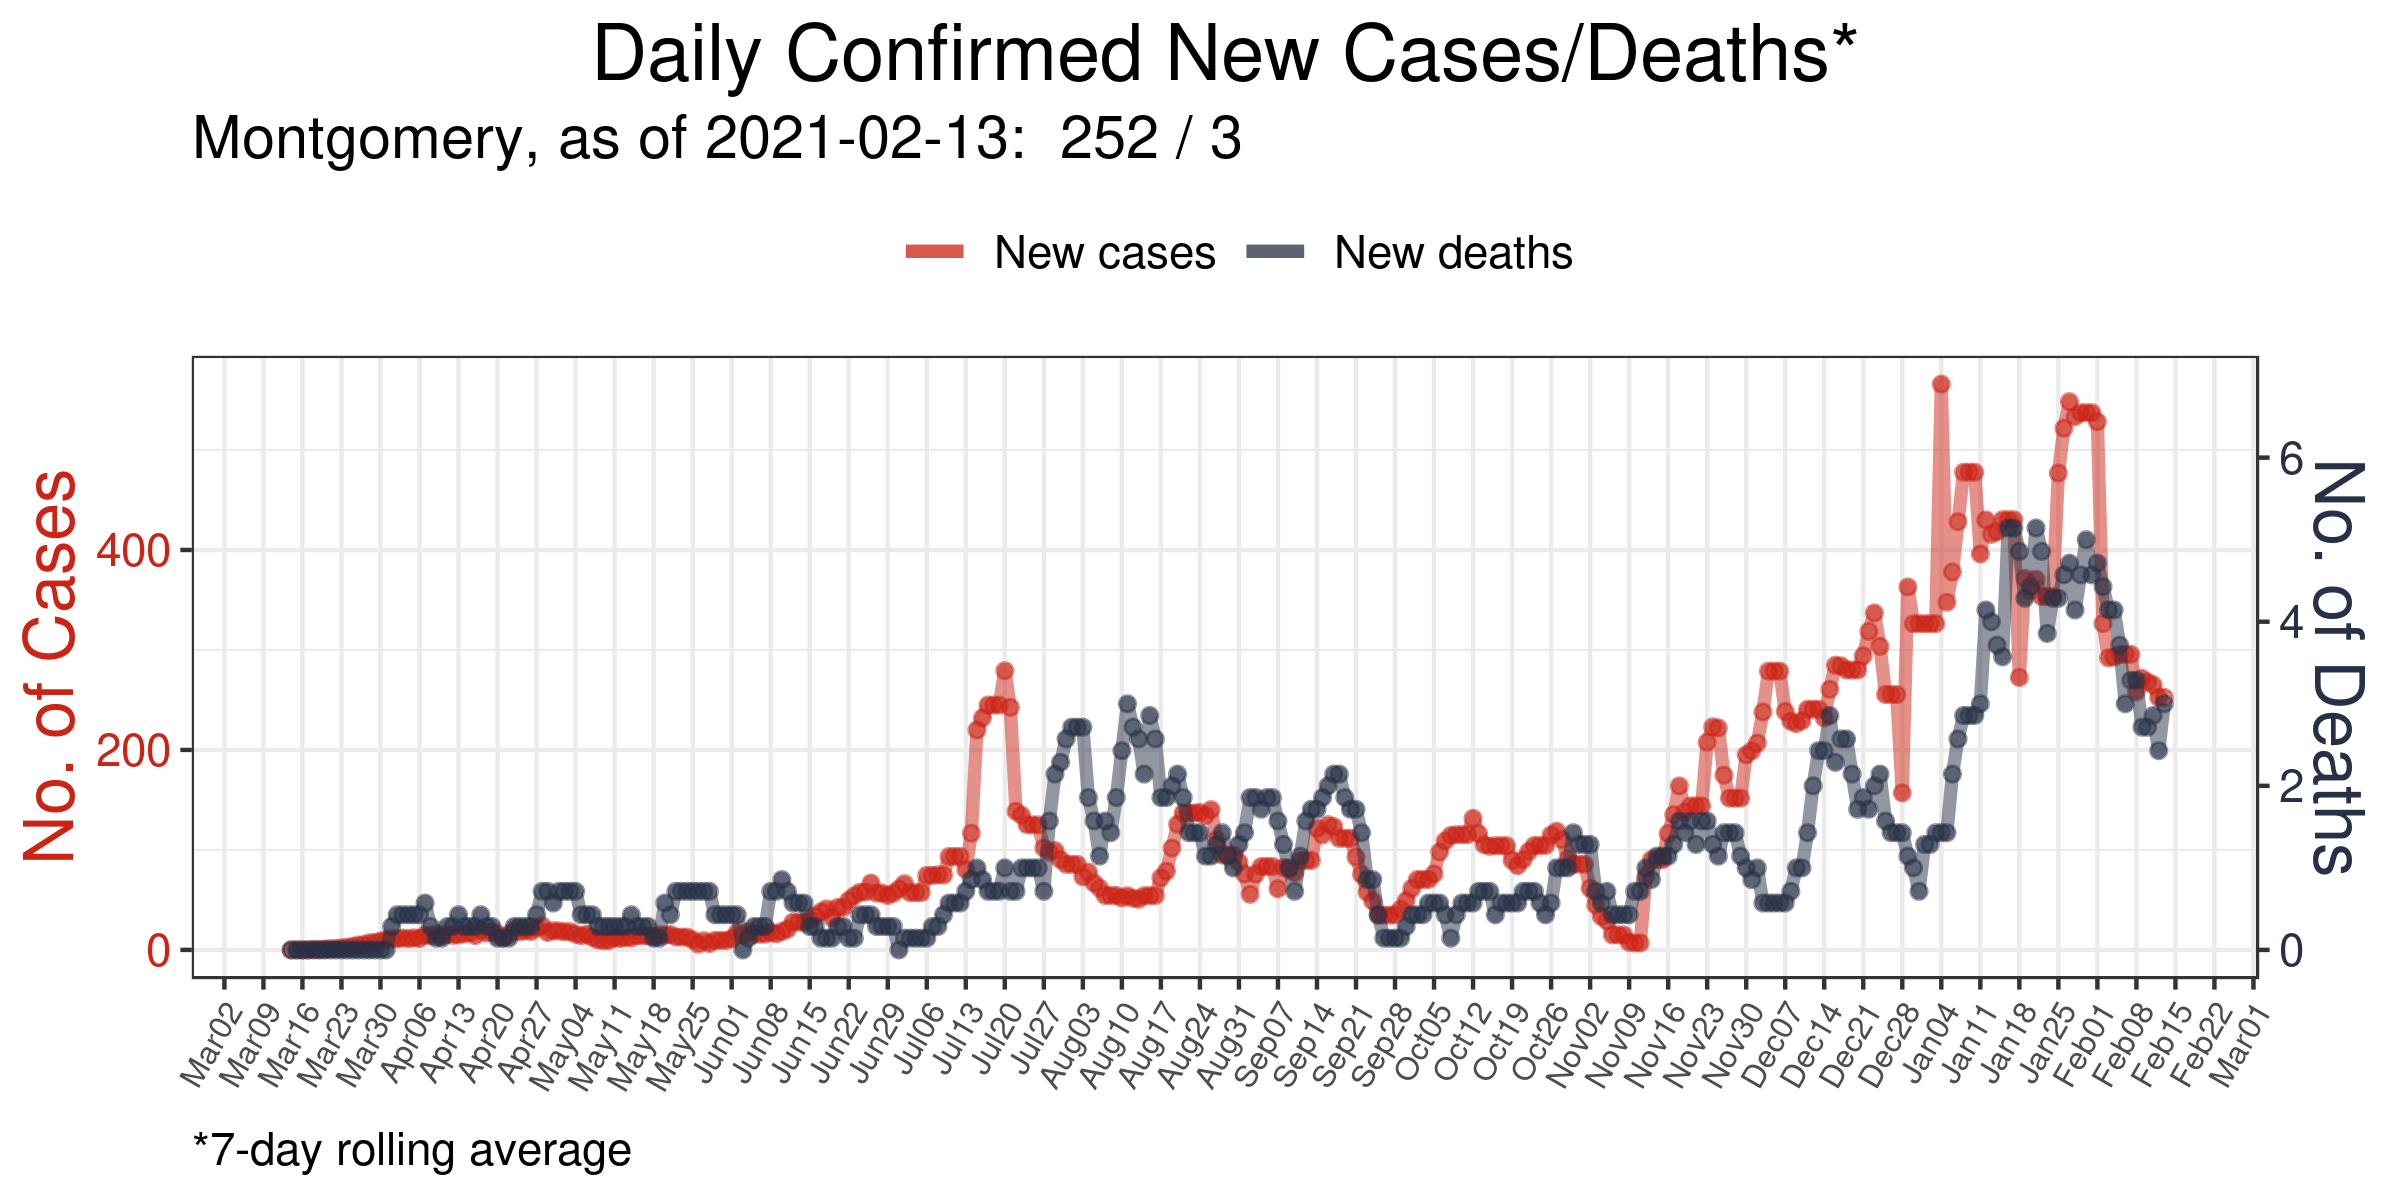 Daily Confirmed New Cases/Deaths*
Montgomery, as of 2021-02-13:  252 / 3
New cases
New deaths
No. of Cases
400
200
0
6
4
2
0
No. of Deaths
Mar02
Mar09
Mar16
Mar23
Mar30
Apr06
Apr13
Apr20
Apr27
May04
May11
May18
May25
Jun01
Jun08
Jun15
Jun22
Jun29
Jul06
Jul13
Jul20
Jul27
Aug03
Aug10
Aug17
Aug24
Aug31
Sep07
Sep14
Sep21
Sep28
Oct05
Oct12
Oct19
Oct26
Nov02
Nov09
Nov16
Nov23
Nov30
Dec07
Dec14
Dec21
Dec28
Jan04
Jan11
Jan18
Jan25
Feb01
Feb08
Feb15
Feb22
Mar01
*7-day rolling average